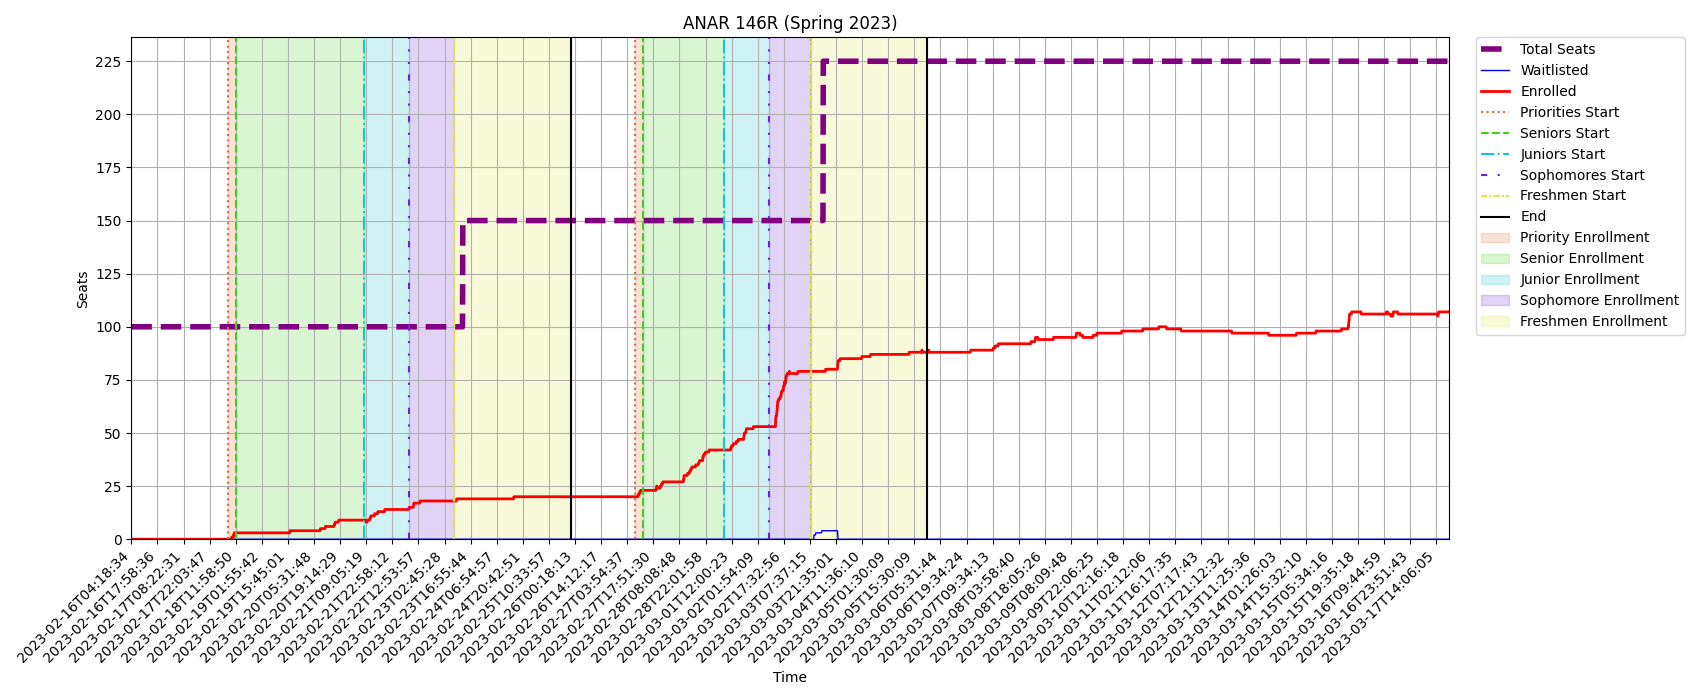 ANAR 146R (Spring 2023)
Seats
225
200
175
150
125
100
75
50
25
0
2023-02-16T04:18:34
2023-02-16T17:58:36
2023-02-17T08:22:31
2023-02-17T22:03:47
2023-02-18T11:58:50
2023-02-19T01:55:42
2023-02-19T15:45:01
2023-02-20T05:31:48
2023-02-20T19:14:29
2023-02-21T09:05:19
2023-02-21T22:58:12
2023-02-22T12:53:57
2023-02-23T02:45:28
2023-02-23T16:55:44
2023-02-24T06:54:57
2023-02-24T20:42:51
2023-02-25T10:33:57
2023-02-26T00:18:13
2023-02-26T14:12:17
2023-02-27T03:54:37
2023-02-27T17:51:30
2023-02-28T08:08:48
2023-02-28T22:01:58
2023-03-01T12:00:23
2023-03-02T01:54:09
2023-03-02T17:32:56
2023-03-03T07:37:15
2023-03-03T21:35:01
2023-03-04T11:36:10
2023-03-05T01:30:09
2023-03-05T15:30:09
2023-03-06T05:31:44
2023-03-06T19:34:24
2023-03-07T09:34:13
2023-03-08T03:58:40
2023-03-08T18:05:26
2023-03-09T08:09:48
2023-03-09T22:06:25
2023-03-10T12:16:18
2023-03-11T02:12:06
2023-03-11T16:17:35
2023-03-12T07:17:43
2023-03-12T21:12:32
2023-03-13T11:25:36
2023-03-14T01:26:03
2023-03-14T15:32:10
2023-03-15T05:34:16
2023-03-15T19:35:18
2023-03-16T09:44:59
2023-03-16T23:51:43
2023-03-17T14:06:05
Time
Total Seats
Waitlisted
Enrolled
Priorities Start
Seniors Start
Juniors Start
Sophomores Start
Freshmen Start
End
Priority Enrollment
Senior Enrollment
Junior Enrollment
Sophomore Enrollment
Freshmen Enrollment